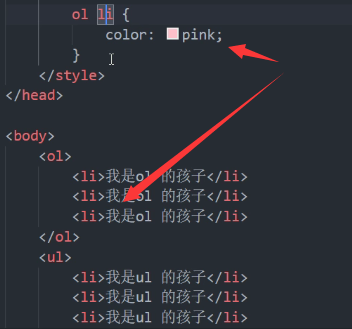 ol li {
color: pink;
}
</style>
</head>
<body>
<ol>
<li>我是ol 的孩子</li>
<li>我是ol 的孩子</li>
<li>我是ol 的孩子</li>
</ol>
<ul>
<li>我是ul 的孩子</li>
<li>我是ul 的孩子</li>
<li>我是ul 的孩子</li>